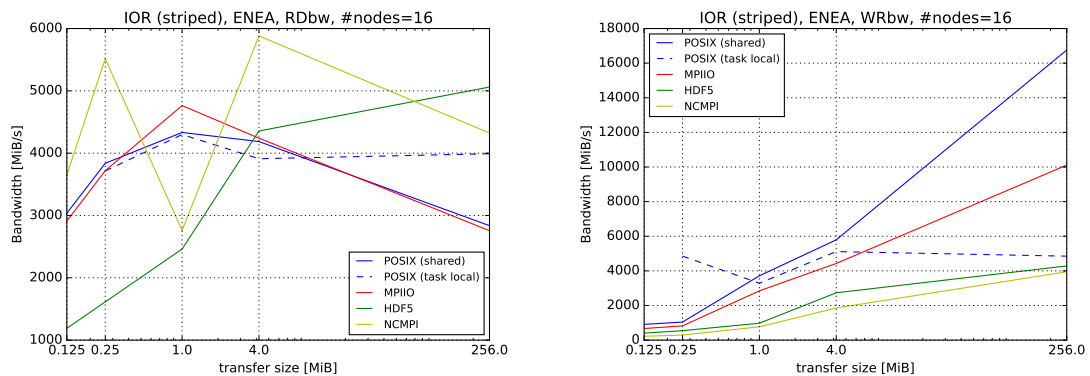 IOR (striped), ENEA, RDbw, #nodes=16
6000
5000
4000
3000
2000
1000
Bandwidth [MiB/s]
POSIX (shared)
POSIX (task local)
MPIIO
HDF5
NCMPI
0.125 0.25 1.0 4.0 256.0
transfer size [MiB]
IOR (striped), ENEA, WRbw, #nodes=16
18000
16000
14000
12000
10000
8000
6000
4000
2000
0
Bandwidth [MiB/s]
POSIX (shared)
POSIX (task local)
MPIIO
HDF5
NCMPI
0.125 0.25 1.0 4.0 256.0
transfer size [MiB]